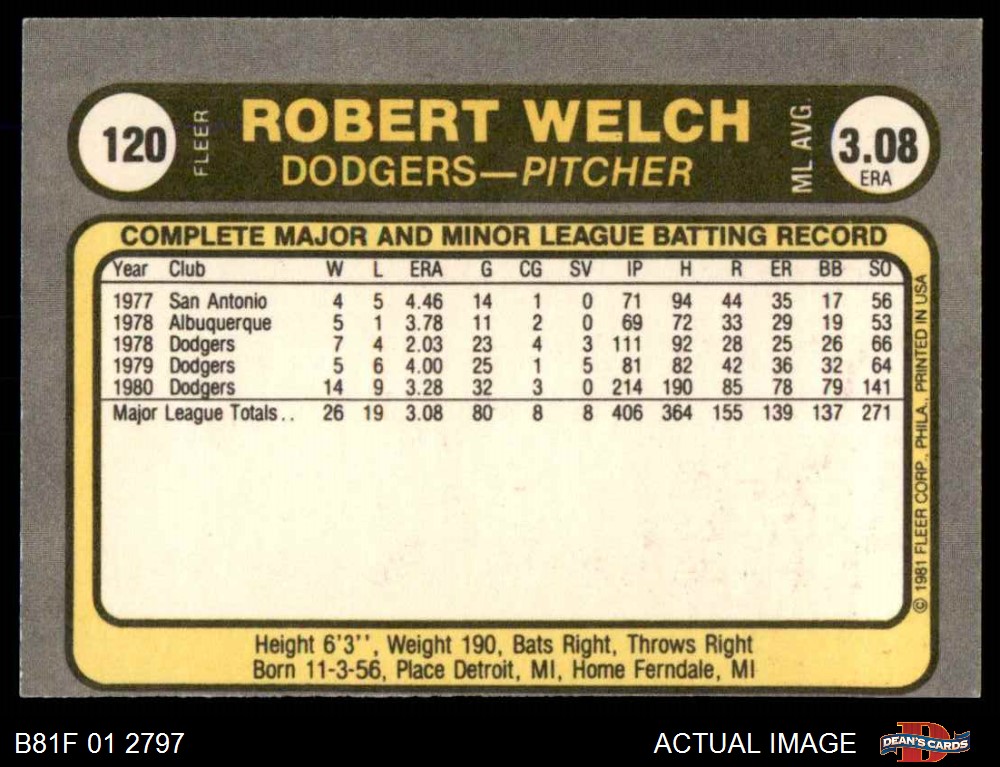 120
FLEER
ROBERT WELCH
DODGERS—PITCHER
ML AVG.
3.08
ERA
COMPLETE MAJOR AND MINOR LEAGUE BATTING RECORD
Year Club W L ERA G CG SV IP H R ER BB SO
1977 San Antonio 4 5 4.46 14 1 0 71 94 44 35 17 56
1978 Albuquerque 5 1 3.78 11 2 0 69 72 33 29 19 53
1978 Dodgers 7 4 2.03 23 4 3 111 92 28 25 26 66
1979 Dodgers 5 6 4.00 25 1 5 81 82 42 36 32 64
1980 Dodgers 14 9 3.28 32 3 0 214 190 85 78 79 141
Major League Totals.. 26 19 3.08 80 8 8 406 364 155 139 137 271
© 1981 FLEER CORP., PHILA., PRINTED IN USA
Height 6'3'', Weight 190, Bats Right, Throws Right
Born 11-3-56, Place Detroit, MI, Home Ferndale, MI
B81F 01 2797
ACTUAL IMAGE
D
DEAN'S CARDS